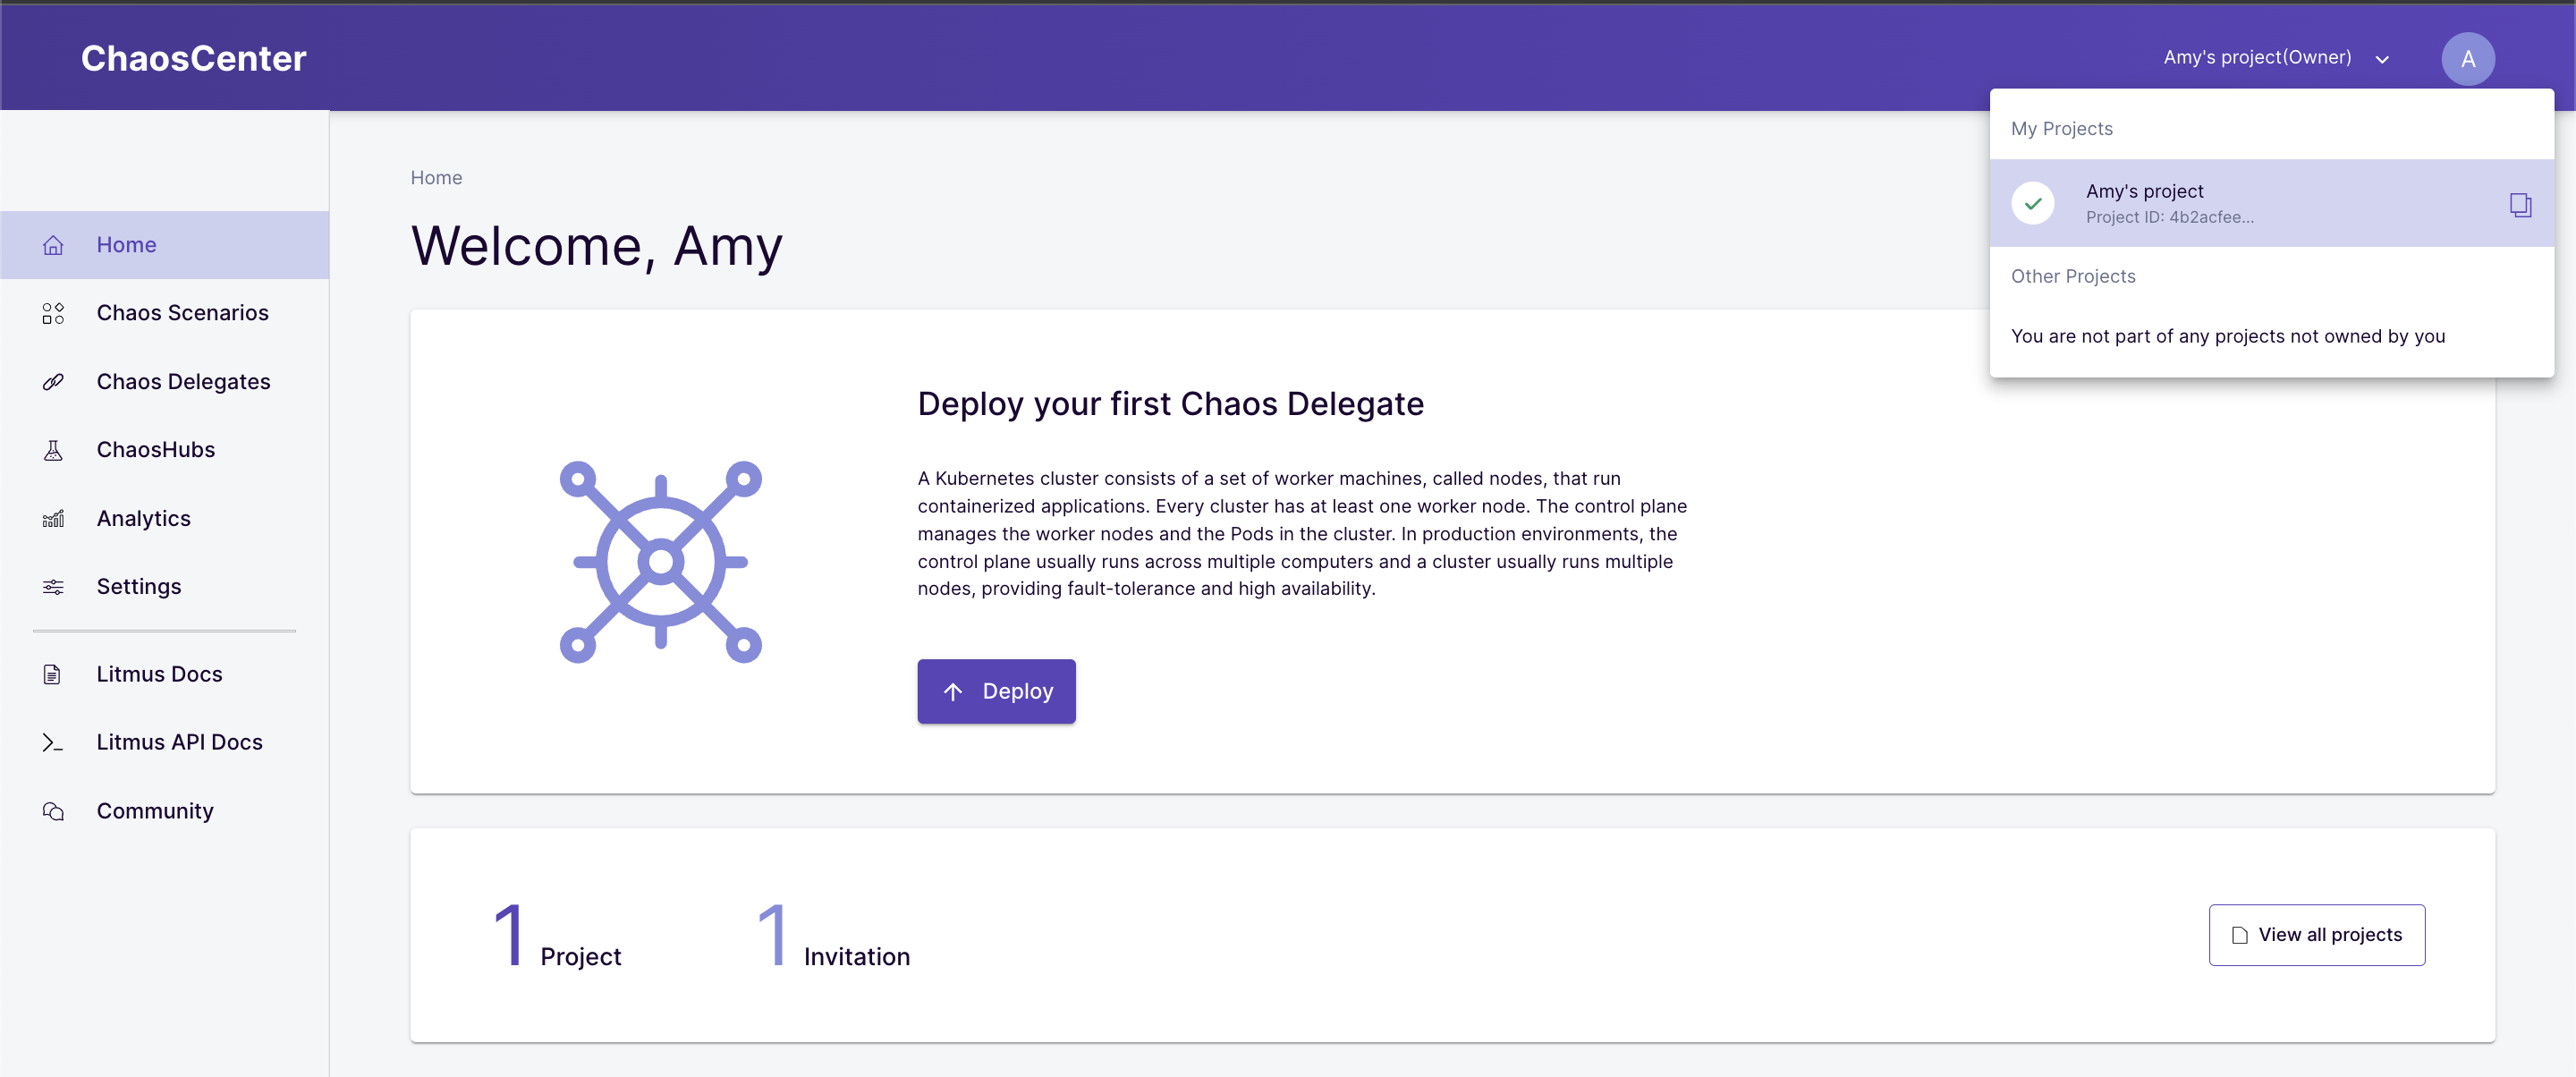 ChaosCenter
Amy's project(Owner)
A
My Projects
Amy's project
Project ID: 4b2acfee...
Other Projects
You are not part of any projects not owned by you
Home
Chaos Scenarios
Chaos Delegates
ChaosHubs
Analytics
Settings
Litmus Docs
Litmus API Docs
Community
Home
Welcome, Amy
Deploy your first Chaos Delegate
A Kubernetes cluster consists of a set of worker machines, called nodes, that run
containerized applications. Every cluster has at least one worker node. The control plane
manages the worker nodes and the Pods in the cluster. In production environments, the
control plane usually runs across multiple computers and a cluster usually runs multiple
nodes, providing fault-tolerance and high availability.
Deploy
1 Project
1 Invitation
View all projects